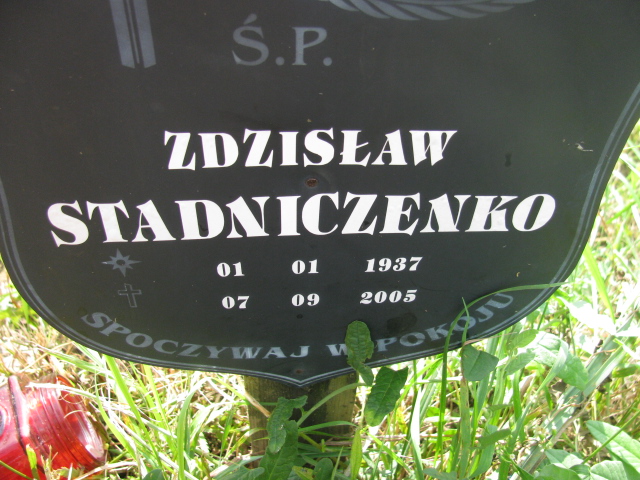 Ś.P.
ZDZISŁAW
STADNICZENKO
01 01 1937
07 09 2005
SPOCZYWAJ W POKOJU